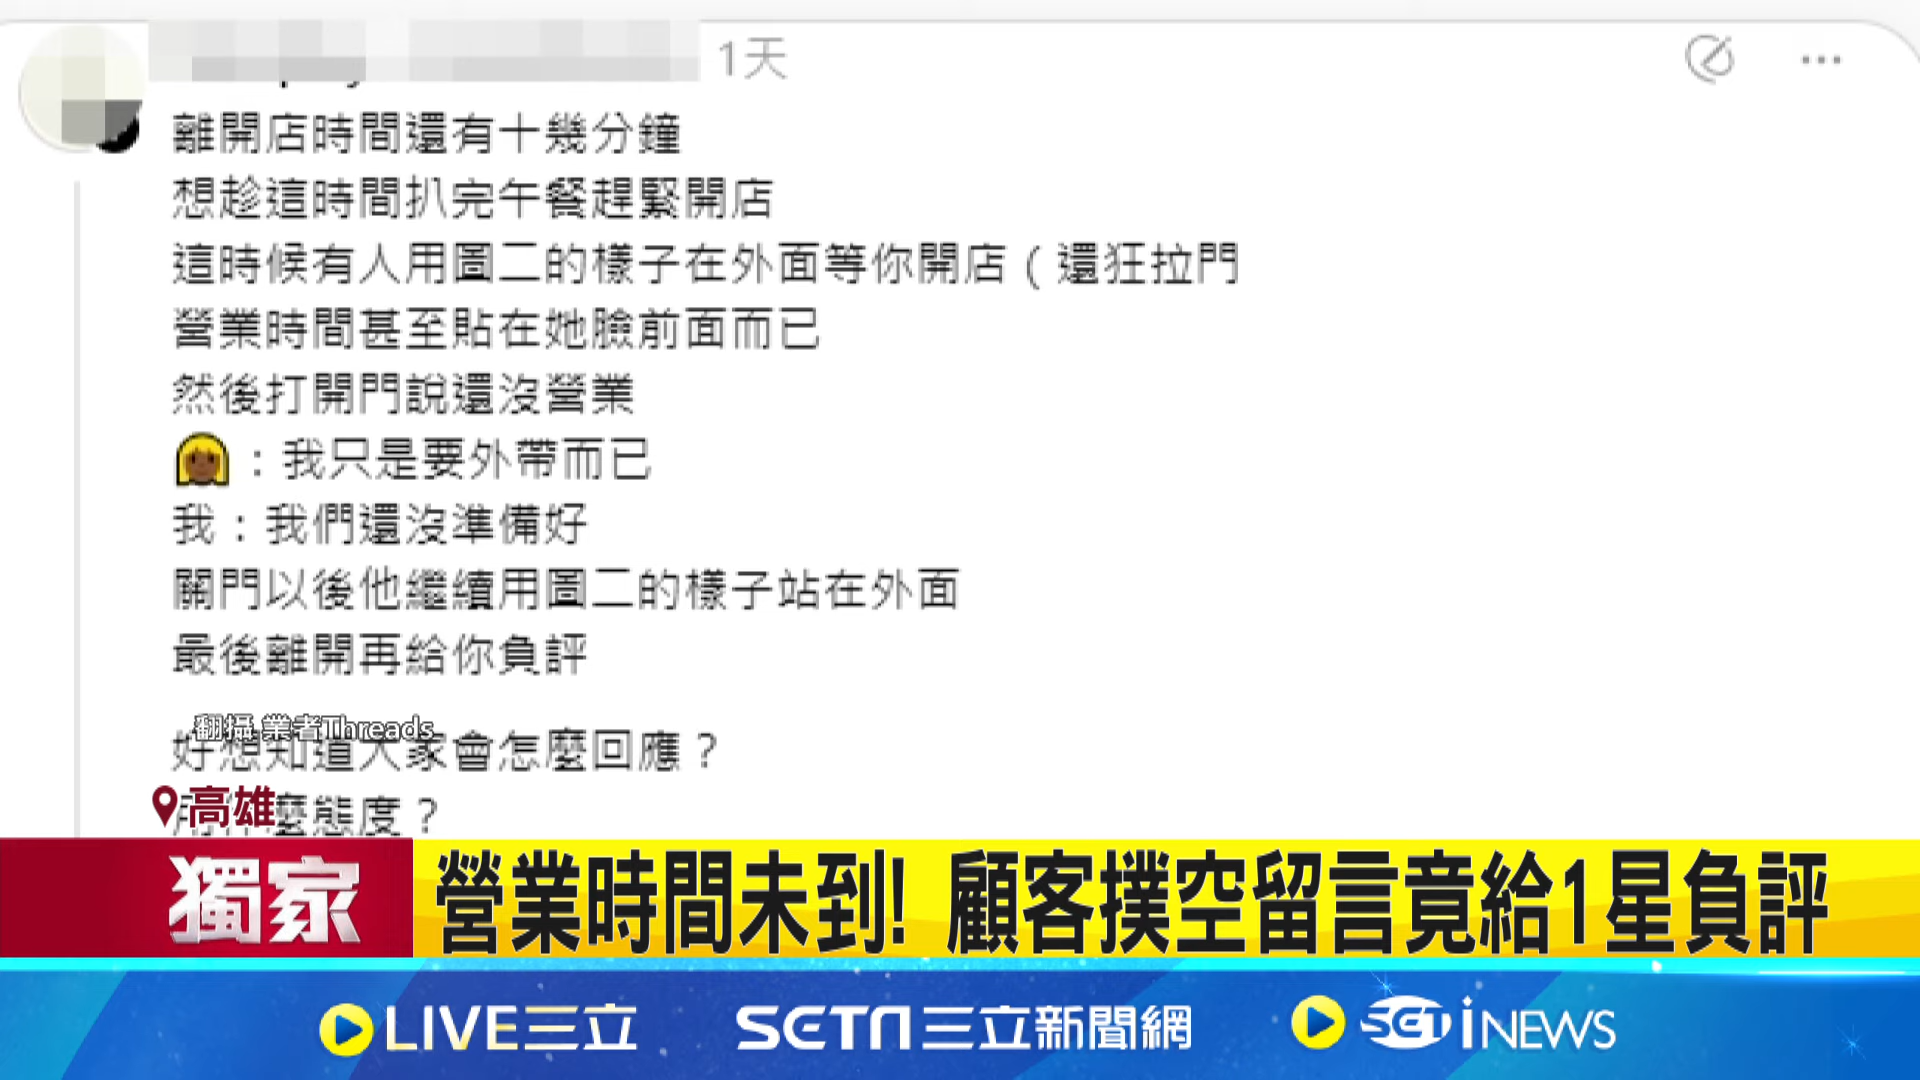 1天
離開店時間還有十幾分鐘
想趁這時間扒完午餐趕緊開店
這時候有人用圖二的樣子在外面等你開店（還狂拉門
營業時間甚至貼在她臉前面而已
然後打開門說還沒營業
：我只是要外帶而已
我：我們還沒準備好
關門以後他繼續用圖二的樣子站在外面
最後離開再給你負評
翻攝 業者Threads
好想知道大家會怎麼回應？
高雄
麼態度？
獨家
營業時間未到! 顧客撲空留言竟給1星負評
LIVE三立
SETN三立新聞網
SET iNEWS